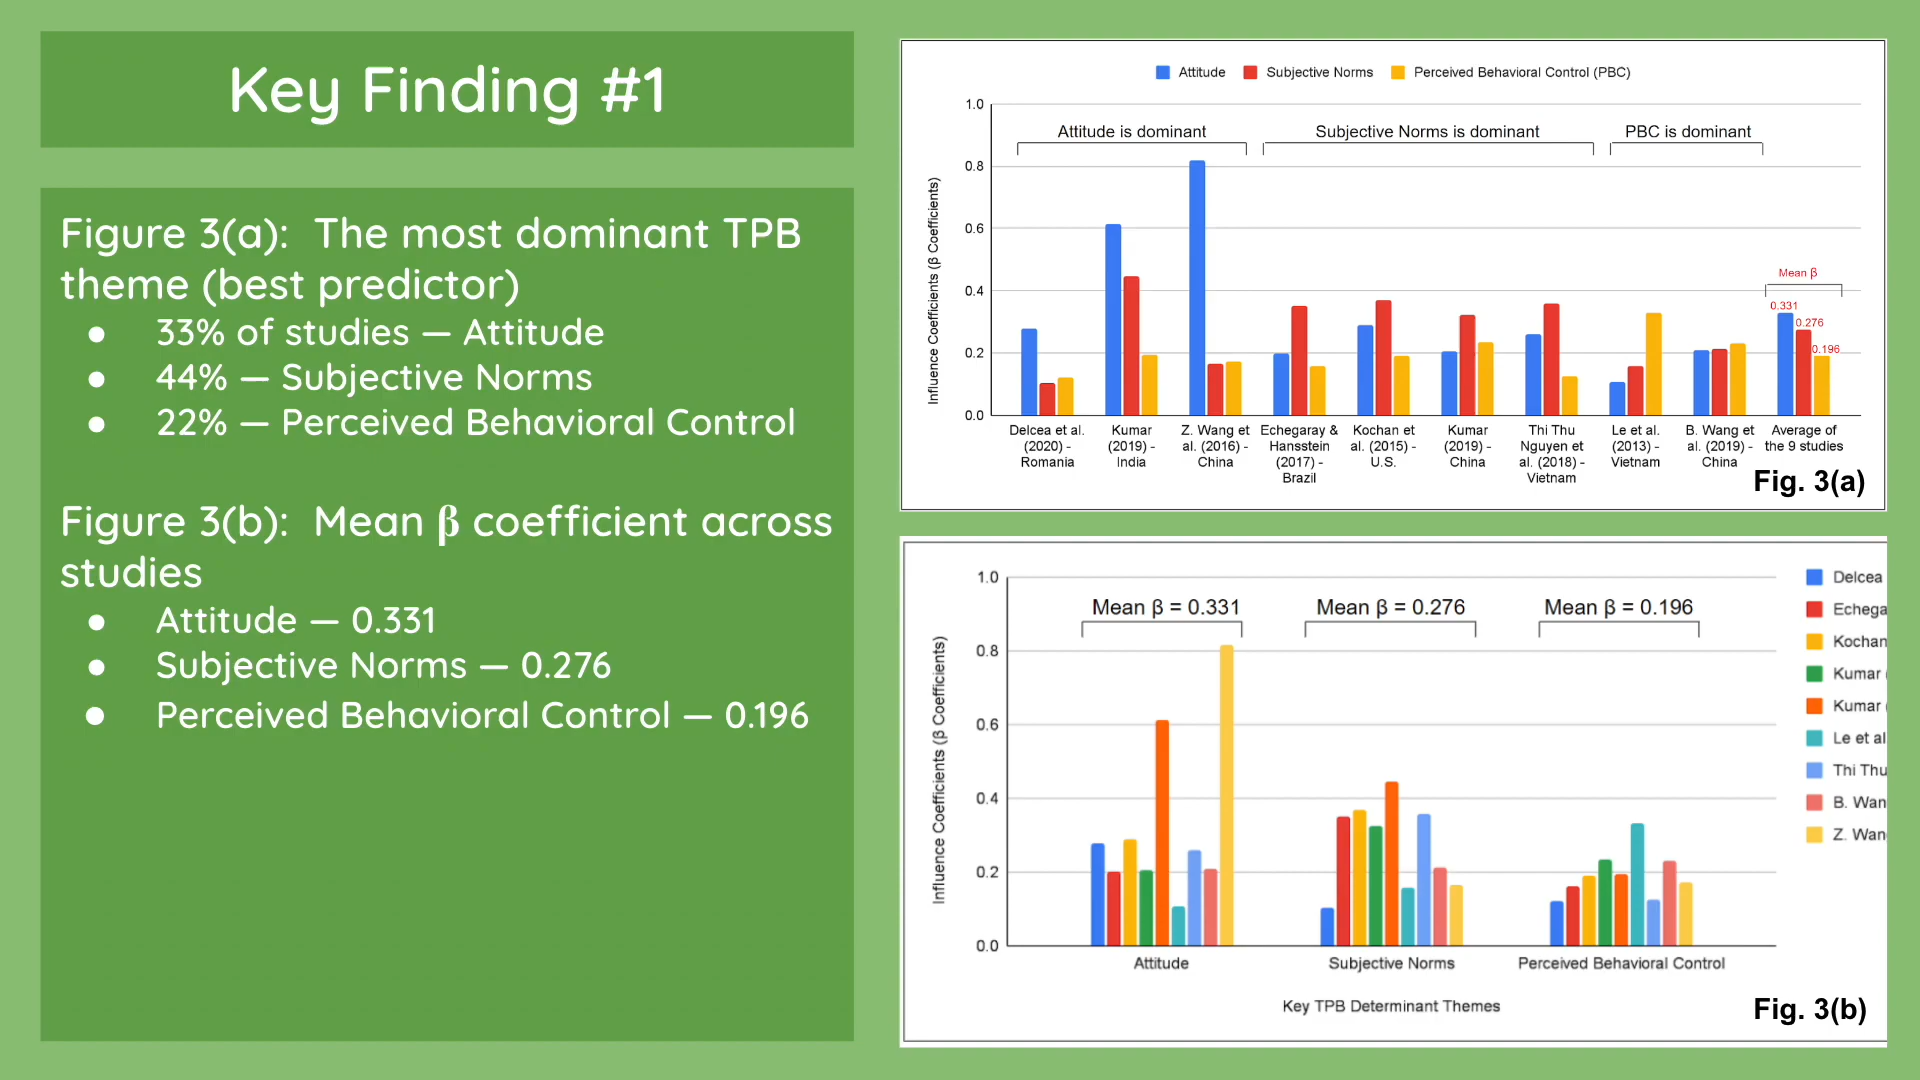 Key Finding #1
Figure 3(a): The most dominant TPB
theme (best predictor)
● 33% of studies — Attitude
● 44% — Subjective Norms
● 22% — Perceived Behavioral Control
Figure 3(b): Mean β coefficient across
studies
● Attitude — 0.331
● Subjective Norms — 0.276
● Perceived Behavioral Control — 0.196
Attitude Subjective Norms Perceived Behavioral Control (PBC)
Attitude is dominant Subjective Norms is dominant PBC is dominant
Influence Coefficients (β Coefficients)
1.0
0.8
0.6
0.4
0.2
0.0
Mean β
0.331
0.276
0.196
Delcea et al.
(2020) -
Romania
Kumar
(2019) -
India
Z. Wang et
al. (2016) -
China
Echegaray &
Hansstein
(2017) -
Brazil
Kochan et
al. (2015) -
U.S.
Kumar
(2019) -
China
Thi Thu
Nguyen et
al. (2018) -
Vietnam
Le et al.
(2013) -
Vietnam
B. Wang et
al. (2019) -
China
Average of
the 9 studies
Fig. 3(a)
Mean β = 0.331 Mean β = 0.276 Mean β = 0.196
Influence Coefficients (β Coefficients)
1.0
0.8
0.6
0.4
0.2
0.0
Attitude Subjective Norms Perceived Behavioral Control
Key TPB Determinant Themes
Delcea
Echega
Kochan
Kumar (
Kumar (
Le et al
Thi Thu
B. Wan
Z. Wan
Fig. 3(b)